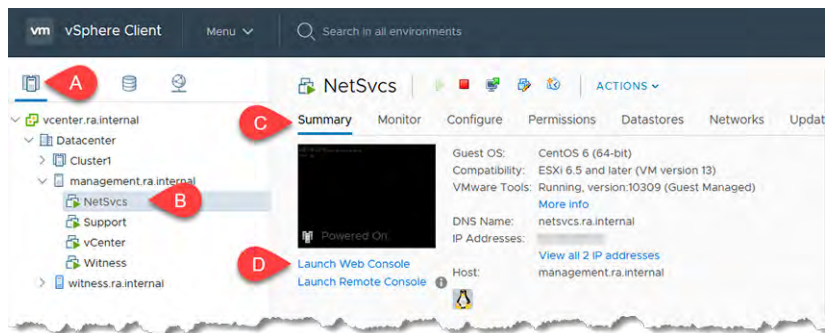 vm vSphere Client Menu Search in all environments
A
NetSvcs ACTIONS
vcenter.ra.internal
Datacenter
Cluster1
management.ra.internal
NetSvcs B
Support
vCenter
Witness
witness.ra.internal
C Summary Monitor Configure Permissions Datastores Networks Updat
Powered On
D Launch Web Console
Launch Remote Console
Guest OS: CentOS 6 (64-bit)
Compatibility: ESXi 6.5 and later (VM version 13)
VMware Tools: Running, version:10309 (Guest Managed)
More info
DNS Name: netsvcs.ra.internal
IP Addresses:
View all 2 IP addresses
Host: management.ra.internal